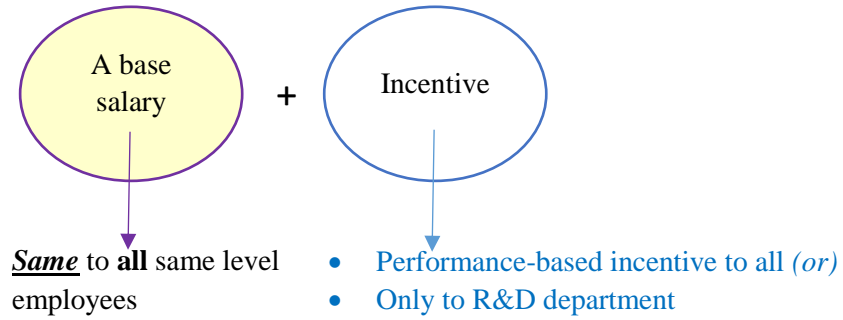 A base
salary
+
Incentive
Same to all same level
employees
• Performance-based incentive to all (or)
• Only to R&D department